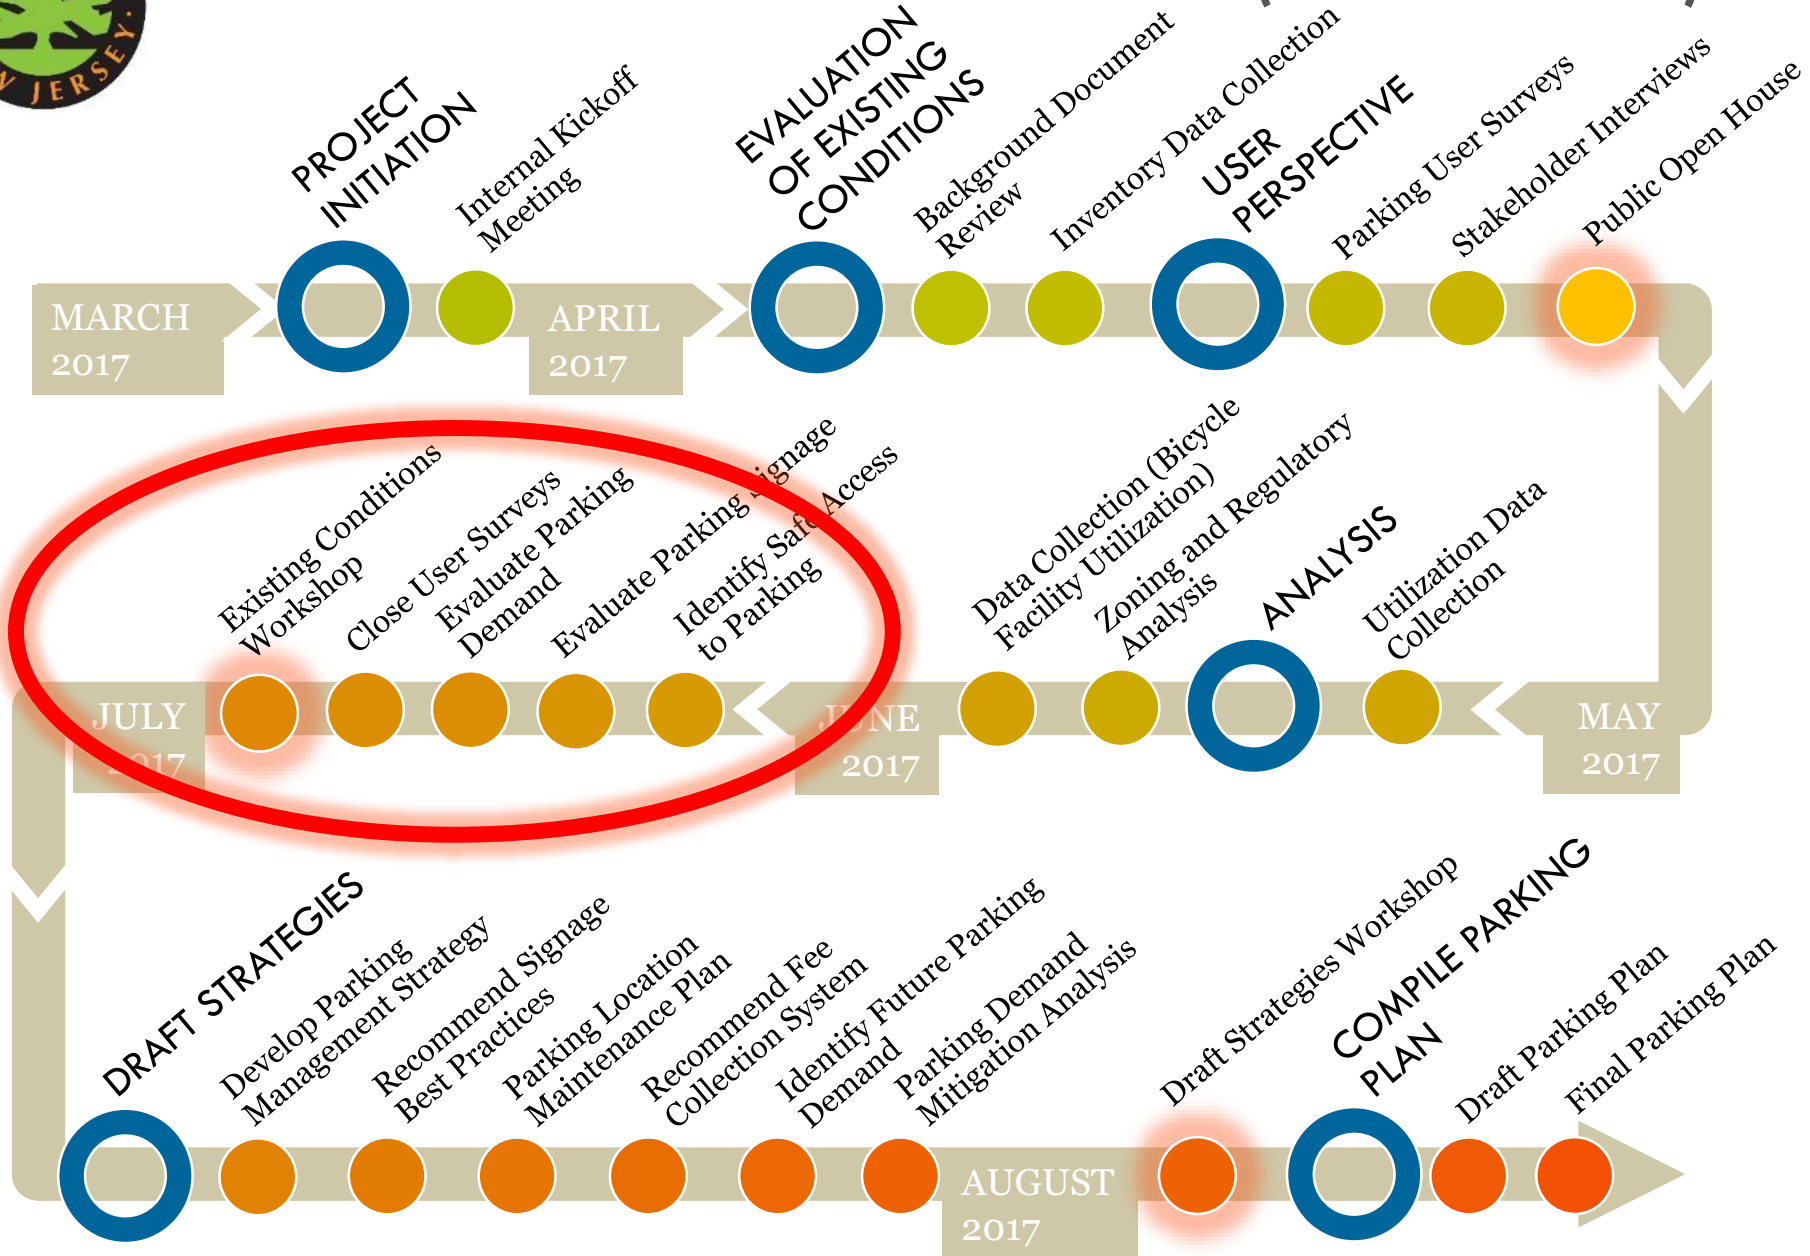 N JERSEY.
PROJECT
INITIATION
Internal Kickoff
Meeting
EVALUATION
OF EXISTING
CONDITIONS
Background Document
Review
Inventory Data Collection
USER
PERSPECTIVE
Parking User Surveys
Stakeholder Interviews
Public Open House
MARCH
2017
APRIL
2017
MAY
2017
Utilization Data
Collection
ANALYSIS
Zoning and Regulatory
Analysis
Data Collection (Bicycle
Facility Utilization)
JUNE
2017
Identify Safe Access
to Parking
Evaluate Parking Signage
Evaluate Parking
Demand
Close User Surveys
Existing Conditions
Workshop
JULY
2017
DRAFT STRATEGIES
Develop Parking
Management Strategy
Recommend Signage
Best Practices
Parking Location
Maintenance Plan
Recommend Fee
Collection System
Identify Future Parking
Demand
Parking Demand
Mitigation Analysis
AUGUST
2017
Draft Strategies Workshop
COMPILE PARKING
PLAN
Draft Parking Plan
Final Parking Plan